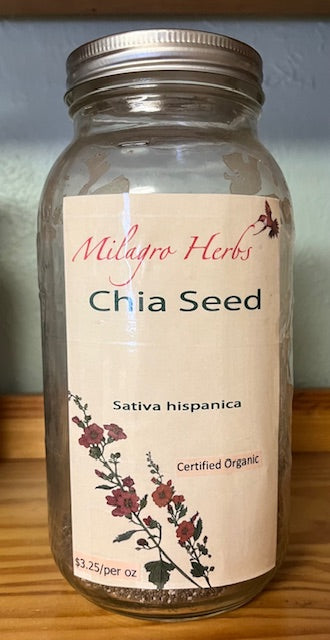 Milagro Herbs
Chia Seed
Sativa hispanica
Certified Organic
$3.25/per oz